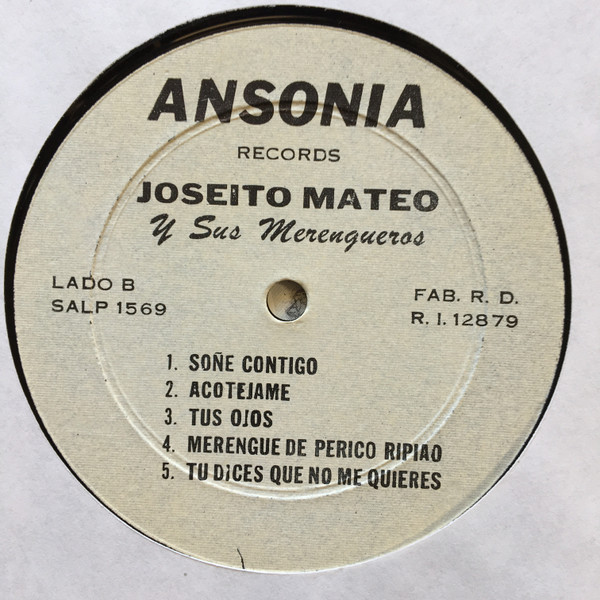 ANSONIA
RECORDS
JOSEITO MATEO
Y Sus Merengueros
LADO B
SALP 1569
FAB. R. D.
R. I. 12879
1. SOÑE CONTIGO
2. ACOTEJAME
3. TUS OJOS
4. MERENGUE DE PERICO RIPIAO
5. TU DICES QUE NO ME QUIERES